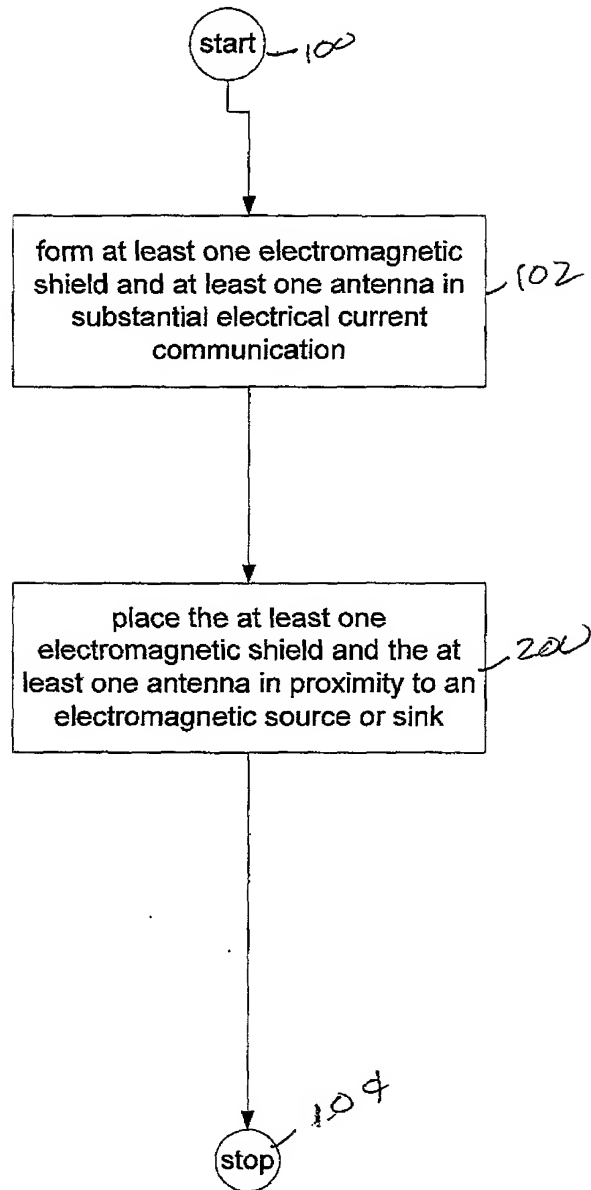 start 100
form at least one electromagnetic
shield and at least one antenna in
substantial electrical current
communication
102
place the at least one
electromagnetic shield and the at
least one antenna in proximity to an
electromagnetic source or sink
200
stop 104